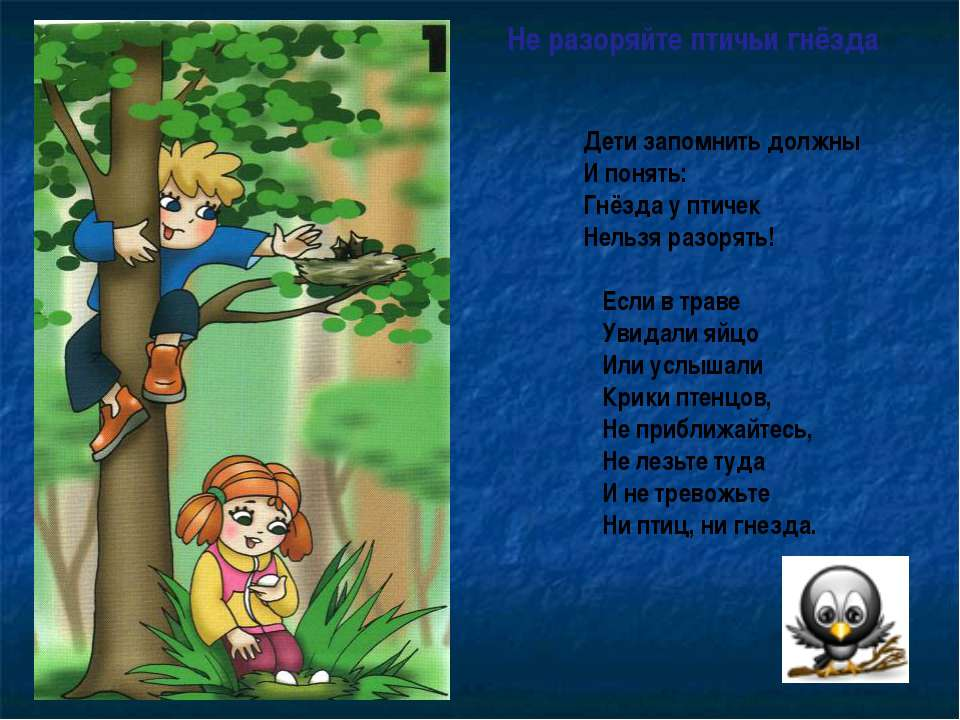 1
Не разоряйте птичьи гнёзда
Дети запомнить должны
И понять:
Гнёзда у птичек
Нельзя разорять!
Если в траве
Увидали яйцо
Или услышали
Крики птенцов,
Не приближайтесь,
Не лезьте туда
И не тревожьте
Ни птиц, ни гнезда.